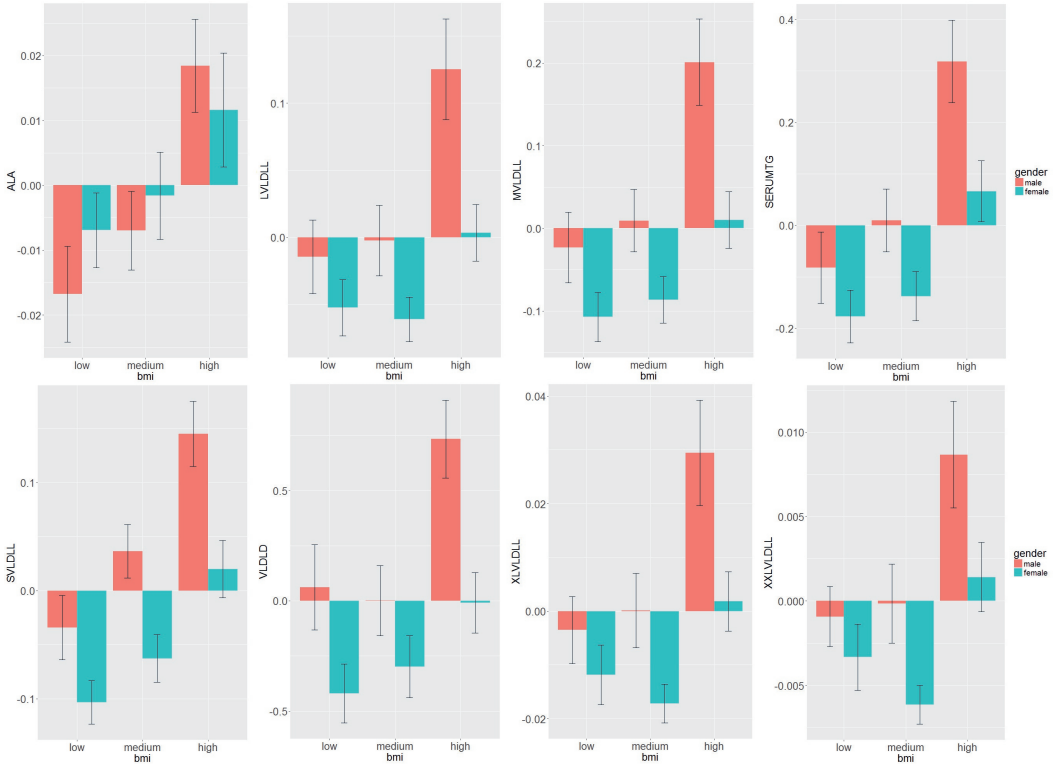 ALA
0.02
0.01
0.00
-0.01
-0.02
low medium high
bmi
LVLDLL
0.1
0.0
low medium high
bmi
MVLDLL
0.2
0.1
0.0
-0.1
low medium high
bmi
SERUMTG
0.4
0.2
0.0
-0.2
low medium high
bmi
gender
male
female
SVLDLL
0.1
0.0
-0.1
low medium high
bmi
VLDLD
0.5
0.0
-0.5
low medium high
bmi
XLVLDLL
0.04
0.02
0.00
-0.02
low medium high
bmi
XXLVLDLL
0.010
0.005
0.000
-0.005
low medium high
bmi
gender
male
female